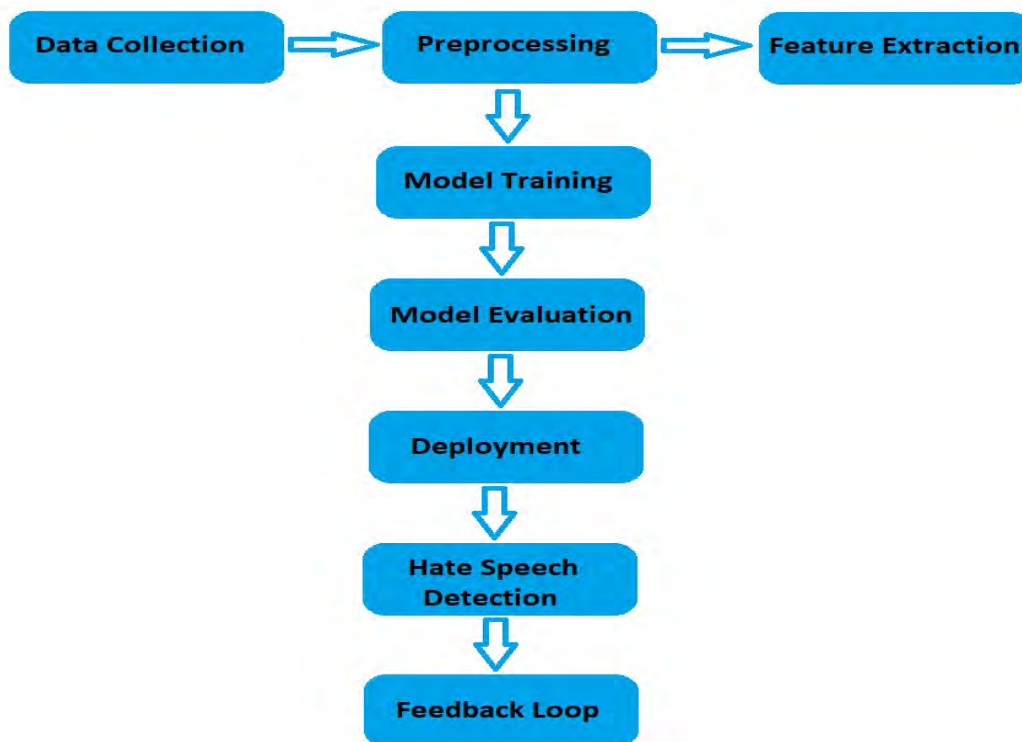 Data Collection
Preprocessing
Feature Extraction
Model Training
Model Evaluation
Deployment
Hate Speech
Detection
Feedback Loop